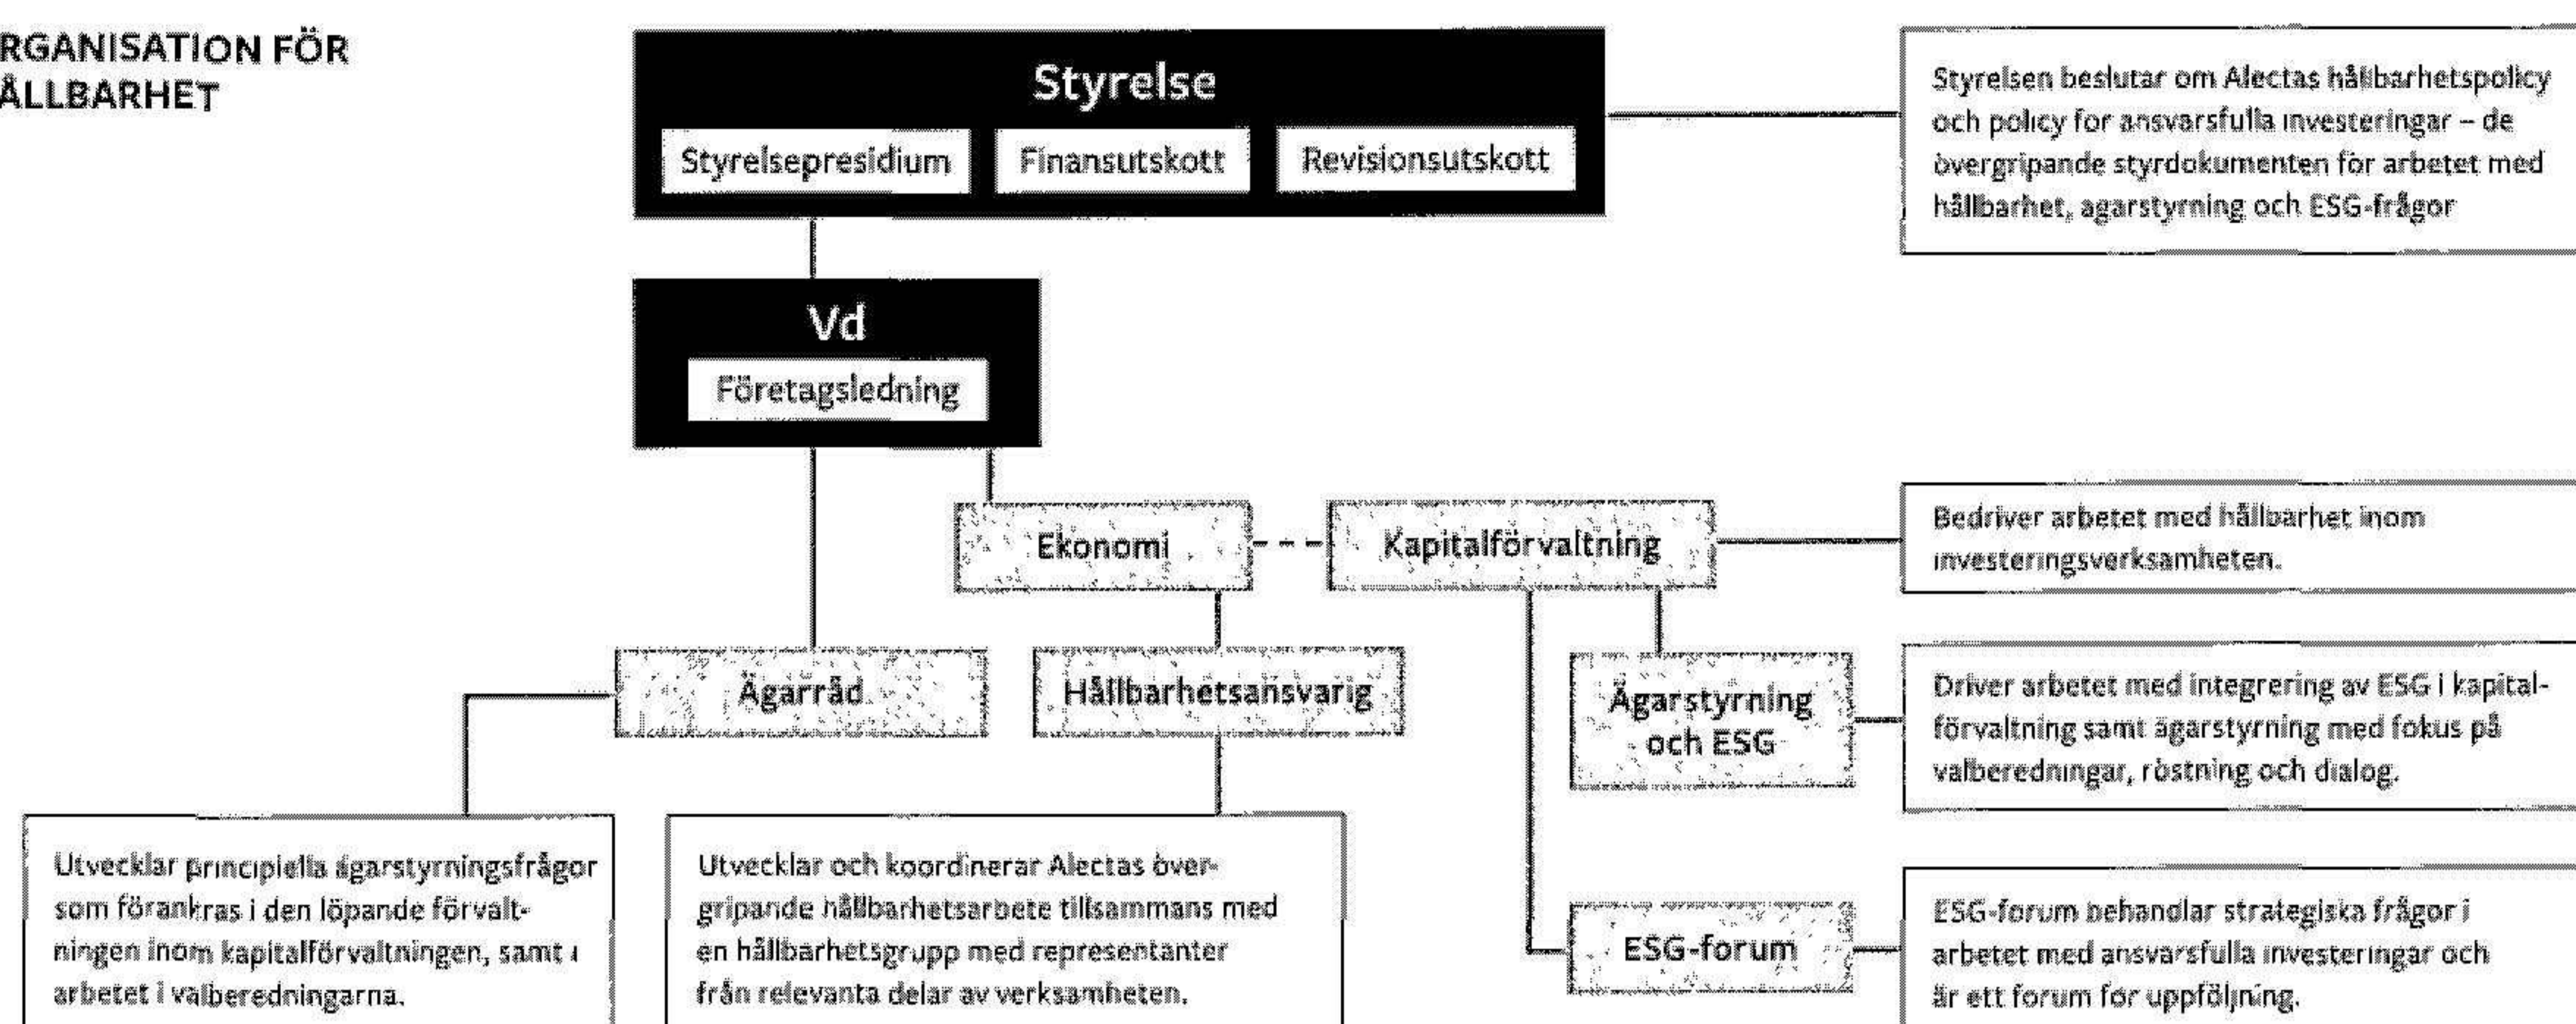 RGANISATION FÖR
ÅLLBARHET
Styrelse
Styrelsepresidium
Finansutskott
Revisionsutskott
Styrelsen beslutar om Alectas hållbarhetspolicy
och policy för ansvarsfulla investeringar – de
övergripande styrdokumenten för arbetet med
hållbarhet, ägarstyrning och ESG-frågor
Vd
Företagsledning
Ekonomi
Kapitalförvaltning
Bedriver arbetet med hållbarhet inom
investeringsverksamheten.
Ägarråd
Hållbarhetsansvarig
Ägarstyrning
och ESG
Driver arbetet med integrering av ESG i kapital-
förvaltning samt ägarstyrning med fokus på
valberedningar, röstning och dialog.
Utvecklar principiella ägarstyrningsfrågor
som förankras i den löpande förvalt-
ningen inom kapitalförvaltningen, samt i
arbetet i valberedningarna.
Utvecklar och koordinerar Alectas över-
gripande hållbarhetsarbete tillsammans med
en hållbarhetsgrupp med representanter
från relevanta delar av verksamheten.
ESG-forum
ESG-forum behandlar strategiska frågor i
arbetet med ansvarsfulla investeringar och
är ett forum för uppföljning.